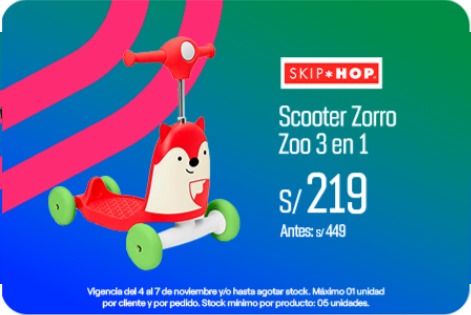 SKIP*HOP.
Scooter Zorro
Zoo 3 en 1
S/ 219
Antes: s/ 449
Vigencia del 4 al 7 de noviembre y/o hasta agotar stock. Máximo 01 unidad
por cliente y por pedido. Stock mínimo por producto: 05 unidades.